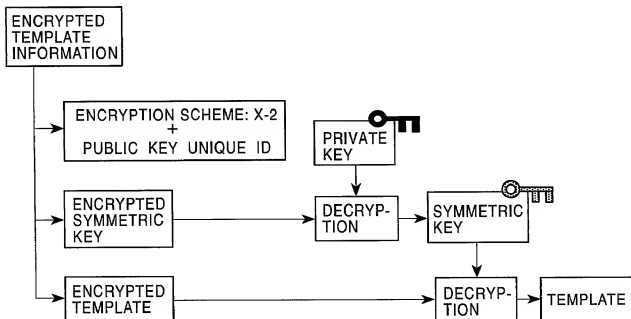 ENCRYPTED
TEMPLATE
INFORMATION
ENCRYPTION SCHEME: X-2
+
PUBLIC KEY UNIQUE ID
PRIVATE
KEY
ENCRYPTED
SYMMETRIC
KEY
DECRYP-
TION
SYMMETRIC
KEY
ENCRYPTED
TEMPLATE
DECRYP-
TION
TEMPLATE